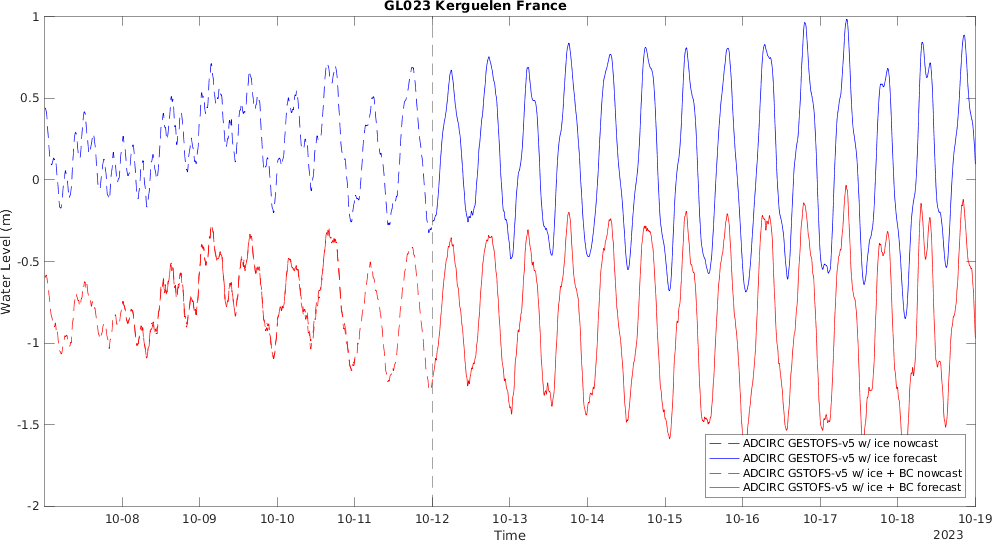 GL023 Kerguelen France
1
0.5
0
-0.5
-1
-1.5
-2
Water Level (m)
ADCIRC GESTOFS-v5 w/ ice nowcast
ADCIRC GESTOFS-v5 w/ ice forecast
ADCIRC GSTOFS-v5 w/ ice + BC nowcast
ADCIRC GSTOFS-v5 w/ ice + BC forecast
10-08 10-09 10-10 10-11 10-12 10-13 10-14 10-15 10-16 10-17 10-18 10-19
Time
2023